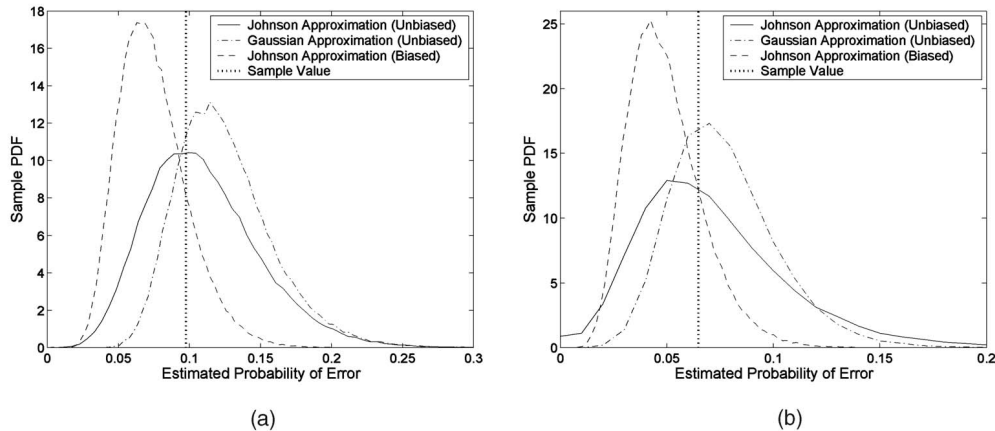 18
16
14
12
10
8
6
4
2
0
Sample PDF
0
0.05
0.1
0.15
0.2
0.25
0.3
Estimated Probability of Error
Johnson Approximation (Unbiased)
Gaussian Approximation (Unbiased)
Johnson Approximation (Biased)
Sample Value
(a)
25
20
15
10
5
0
Sample PDF
0
0.05
0.1
0.15
0.2
Estimated Probability of Error
Johnson Approximation (Unbiased)
Gaussian Approximation (Unbiased)
Johnson Approximation (Biased)
Sample Value
(b)